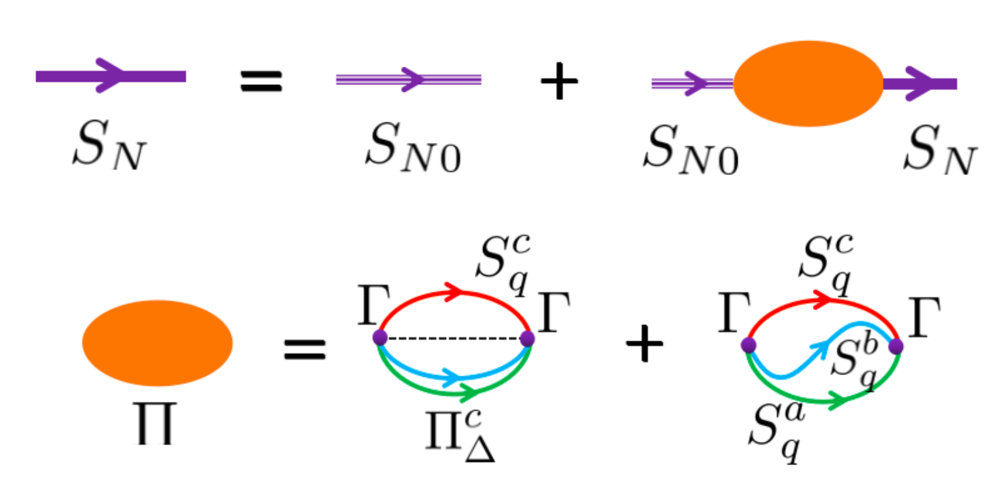 = +
S_N S_{N0} S_{N0} S_N
S_q^c S_q^c
Γ Γ Γ Γ
= +
S_q^b
Π Π_Δ^c S_q^a